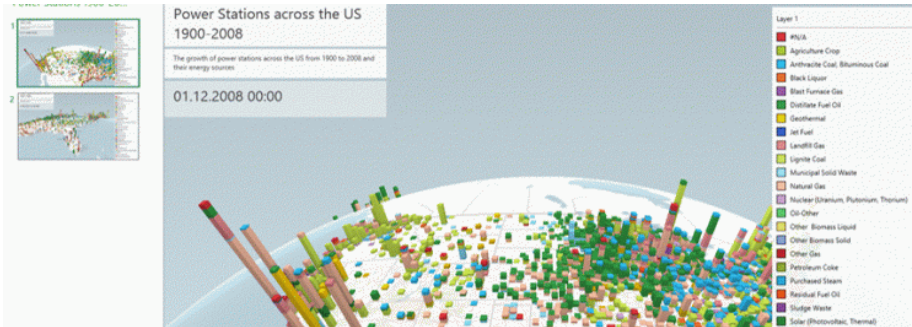 Power Stations 1900-20...
1
2
Power Stations across the US
1900-2008
The growth of power stations across the US from 1900 to 2008 and
their energy sources
01.12.2008 00:00
Layer 1
#N/A
Agriculture Crop
Anthracite Coal, Bituminous Coal
Black Liquor
Blast Furnace Gas
Distillate Fuel Oil
Geothermal
Jet Fuel
Landfill Gas
Lignite Coal
Municipal Solid Waste
Natural Gas
Nuclear (Uranium, Plutonium, Thorium)
Oil-Other
Other Biomass Liquid
Other Biomass Solid
Other Gas
Petroleum Coke
Purchased Steam
Residual Fuel Oil
Sludge Waste
Solar (Photovoltaic, Thermal)